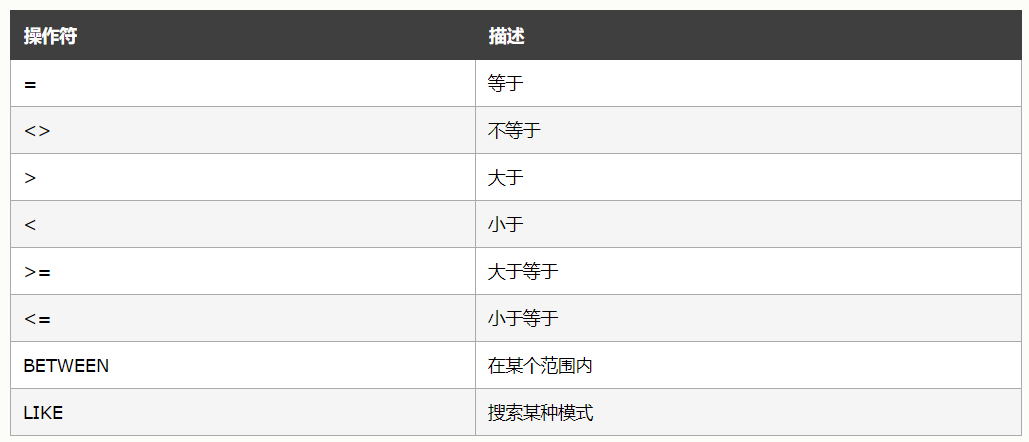 操作符 描述
= 等于
<> 不等于
> 大于
< 小于
>= 大于等于
<= 小于等于
BETWEEN 在某个范围内
LIKE 搜索某种模式